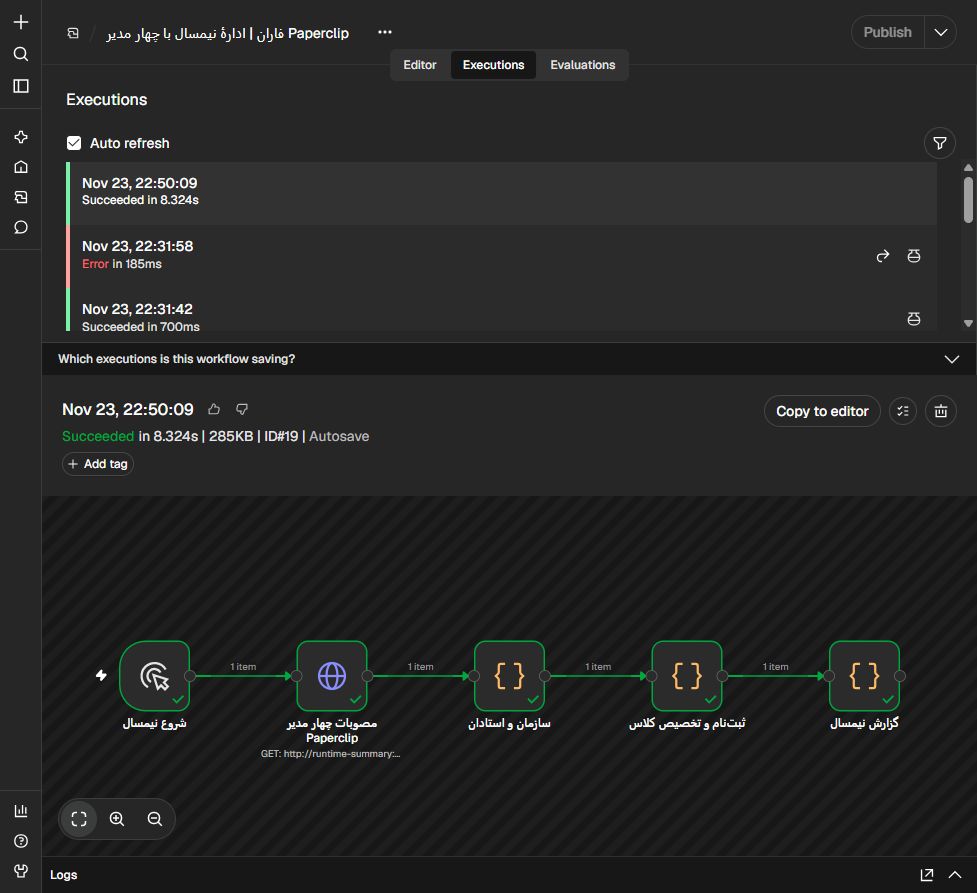 فاران | ادارهٔ نیمسال با چهار مدیر Paperclip
Publish
Editor
Executions
Evaluations
Executions
Auto refresh
Nov 23, 22:50:09
Succeeded in 8.324s
Nov 23, 22:31:58
Error in 185ms
Nov 23, 22:31:42
Succeeded in 700ms
Which executions is this workflow saving?
Nov 23, 22:50:09
Copy to editor
Succeeded in 8.324s | 285KB | ID#19 | Autosave
+ Add tag
1 item
1 item
1 item
1 item
شروع نیمسال
مصوبات چهار مدیر
Paperclip
GET: http://runtime-summary:...
سازمان و استادان
ثبت‌نام و تخصیص کلاس
گزارش نیمسال
Logs